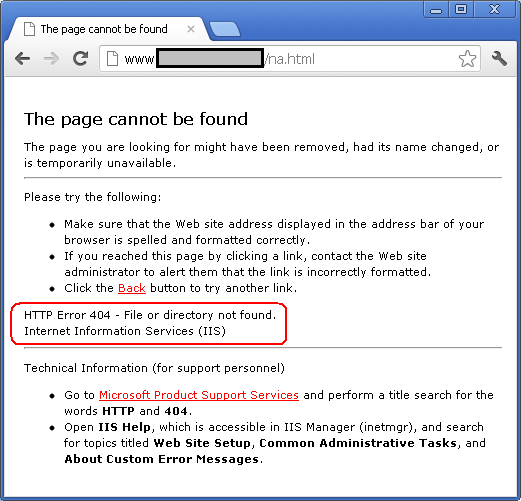 The page cannot be found
www
/na.html
The page cannot be found
The page you are looking for might have been removed, had its name changed, or
is temporarily unavailable.
Please try the following:
Make sure that the Web site address displayed in the address bar of your
browser is spelled and formatted correctly.
If you reached this page by clicking a link, contact the Web site
administrator to alert them that the link is incorrectly formatted.
Click the Back button to try another link.
HTTP Error 404 - File or directory not found.
Internet Information Services (IIS)
Technical Information (for support personnel)
Go to Microsoft Product Support Services and perform a title search for the
words HTTP and 404.
Open IIS Help, which is accessible in IIS Manager (inetmgr), and search
for topics titled Web Site Setup, Common Administrative Tasks, and
About Custom Error Messages.